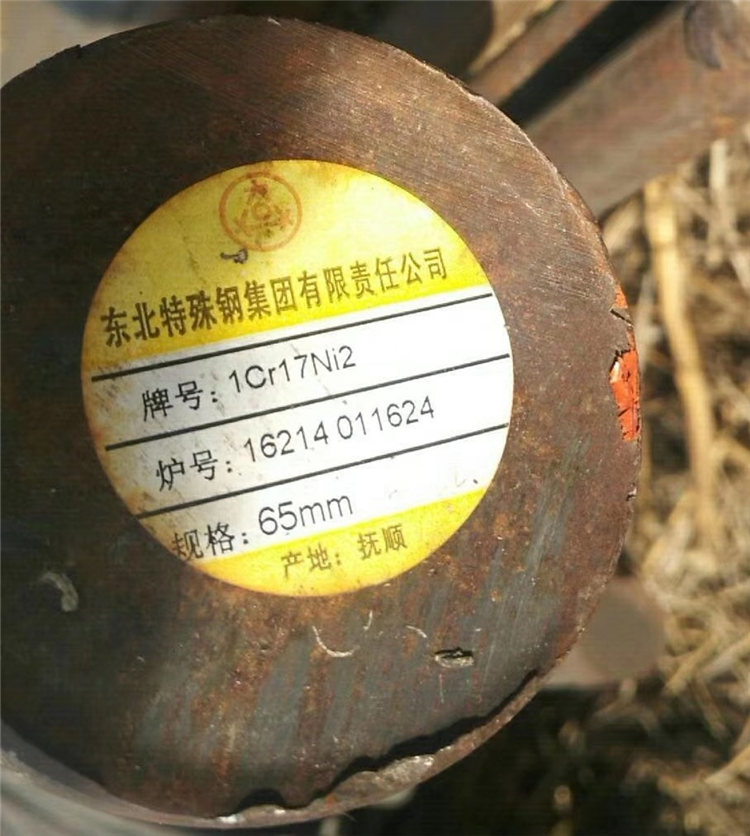 东北特殊钢集团有限责任公司
牌号：1Cr17Ni2
炉号：16214 011624
规格：65mm
产地：抚顺